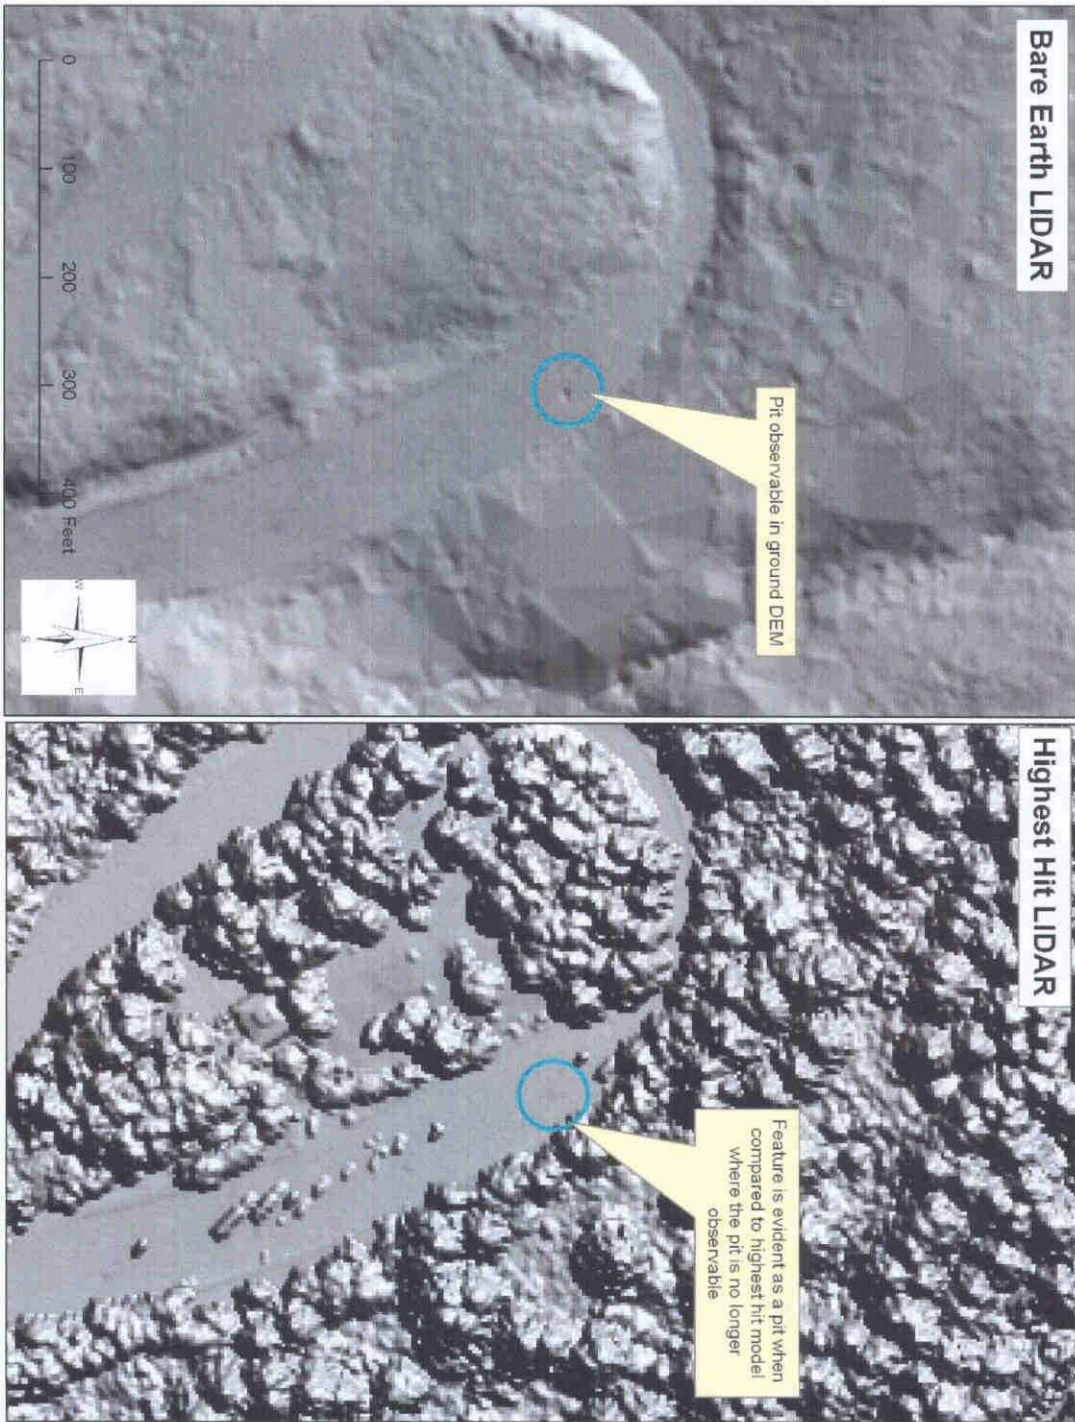 Bare Earth LIDAR
Pit observable in ground DEM
0 100 200 300 400 Feet
N
W
E
S
Highest Hit LIDAR
Feature is evident as a pit when
compared to highest hit model
where the pit is no longer
observable